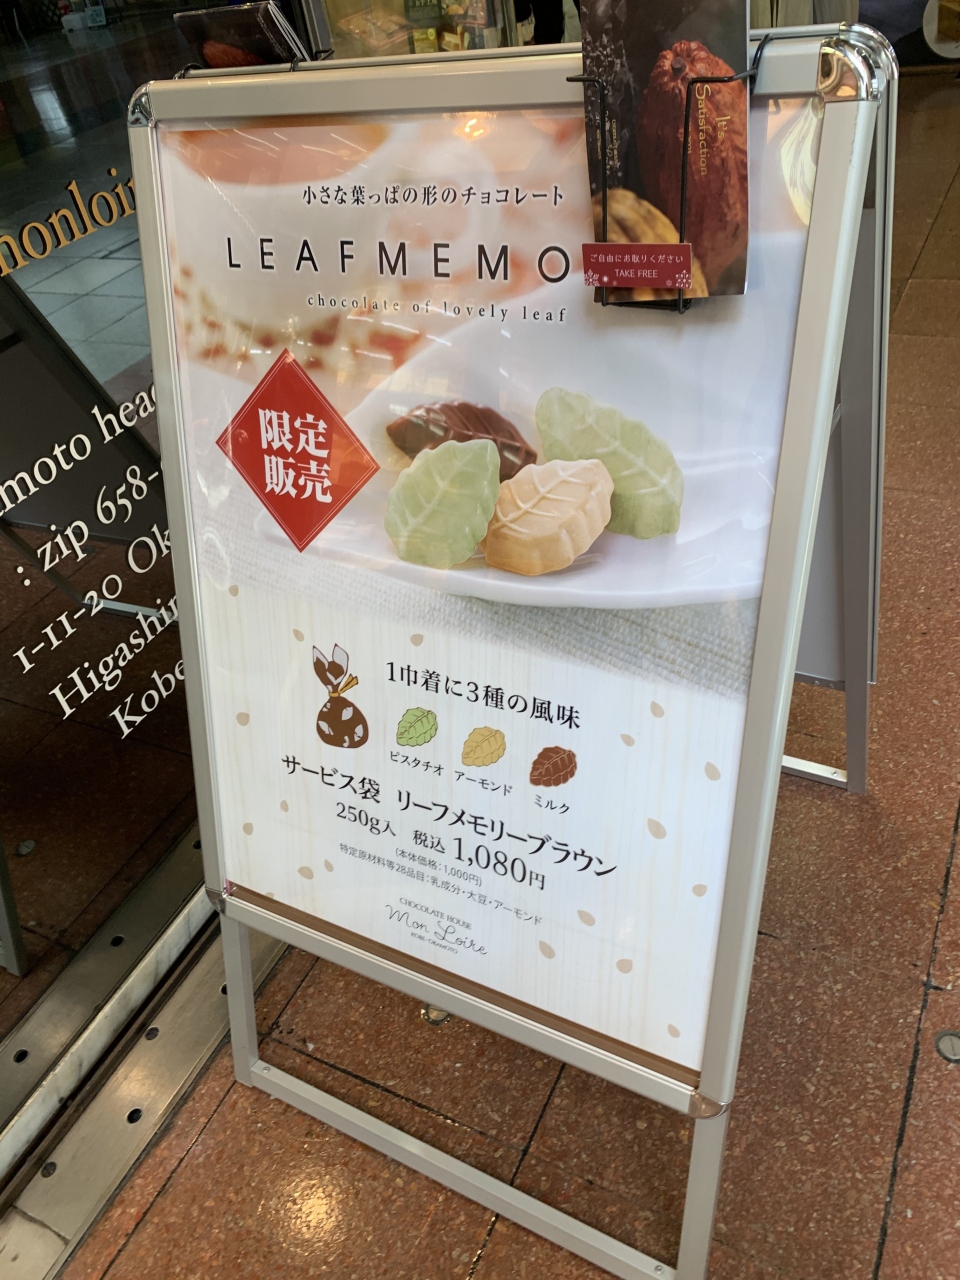 小さな葉っぱの形のチョコレート
LEAFMEMO
chocolate of lovely leaf
It's
Satisfaction
ご自由にお取りください
TAKE FREE
限定
販売
1巾着に3種の風味
ピスタチオ アーモンド ミルク
サービス袋 リーフメモリーブラウン
250g入 税込1,080円
(本体価格:1,000円)
特定原材料等28品目:乳成分・大豆・アーモンド
CHOCOLATE HOUSE
Mon Loire
KOBE-OKAMOTO
monloir
amoto head
: zip 658-
1-11-20 Ok
Higashin
Kobe